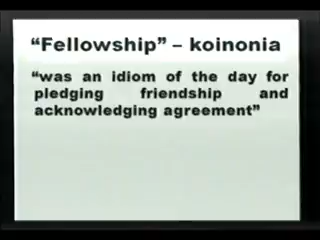 “Fellowship” – koinonia
“was an idiom of the day for
pledging friendship and
acknowledging agreement”